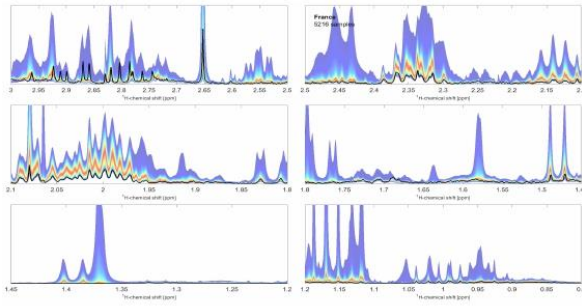 France
5216 samples
3 2.95 2.9 2.85 2.8 2.75 2.7 2.65 2.6 2.55 2.5
¹H-chemical shift [ppm]
2.5 2.45 2.4 2.35 2.3 2.25 2.2 2.15 2.1
¹H-chemical shift [ppm]
2.1 2.05 2 1.95 1.9 1.85 1.8
¹H-chemical shift [ppm]
1.8 1.75 1.7 1.65 1.6 1.55 1.5 1.45
¹H-chemical shift [ppm]
1.45 1.4 1.35 1.3 1.25 1.2
¹H-chemical shift [ppm]
1.2 1.15 1.1 1.05 1 0.95 0.9 0.85
¹H-chemical shift [ppm]